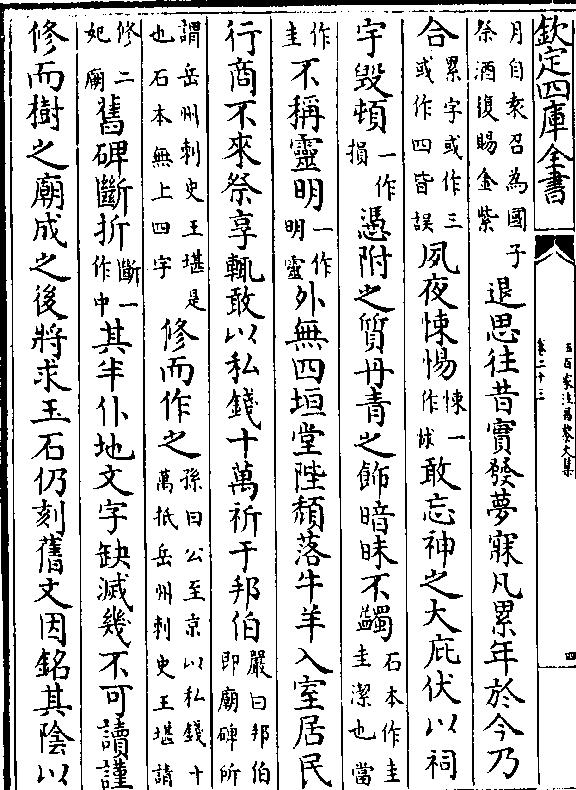 欽定四庫全書
五百家注昌黎文集
卷二十三
四
月自袁召為國子祭酒復賜金紫退思往昔實發夢寐凡累年於今乃
合累字或作三或作四皆誤夙夜悚惕悚一作怵敢忘神之大庇伏以祠
宇毀頓一作損憑附之質丹青之飾暗昧不蠲石本作圭圭潔也當
作圭不稱靈明一作明靈外無四垣堂陛頹落牛羊入室居民
行商不來祭享輒敢以私錢十萬祈于邦伯嚴曰邦伯即廟碑所
謂岳州刺史王堪是也石本無上四字修而作之孫曰公至京以私錢十萬抵岳州刺史王堪請
修二妃廟舊碑斷折斷一作中其半仆地文字缺滅幾不可讀謹
修而樹之廟成之後將求玉石仍刻舊文因銘其陰以